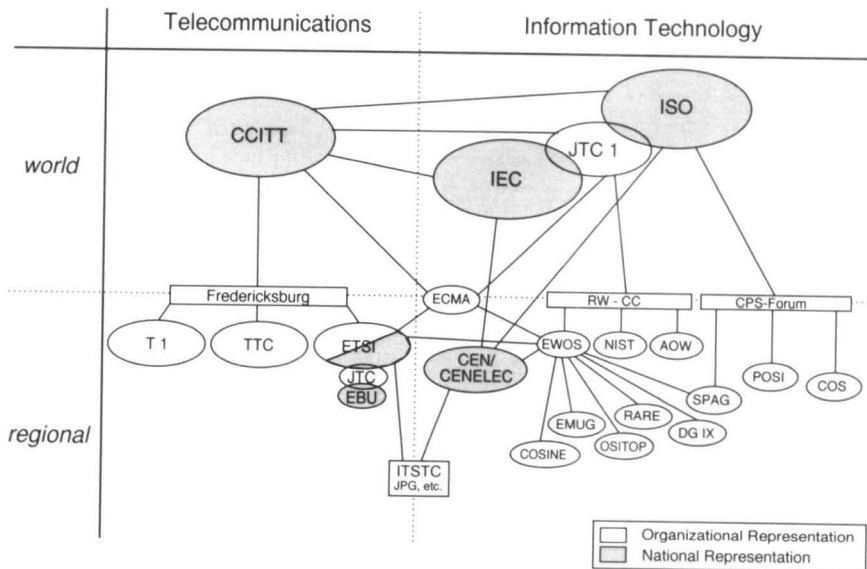 Telecommunications
Information Technology
world
CCITT
ISO
JTC 1
IEC
Fredericksburg
ECMA
RW - CC
CPS-Forum
T 1
TTC
ETSI
JTC
EBU
CEN/
CENELEC
EWOS
NIST
AOW
SPAG
POSI
COS
regional
COSINE
EMUG
OSITOP
RARE
DG IX
ITSTC
JPG, etc.
Organizational Representation
National Representation